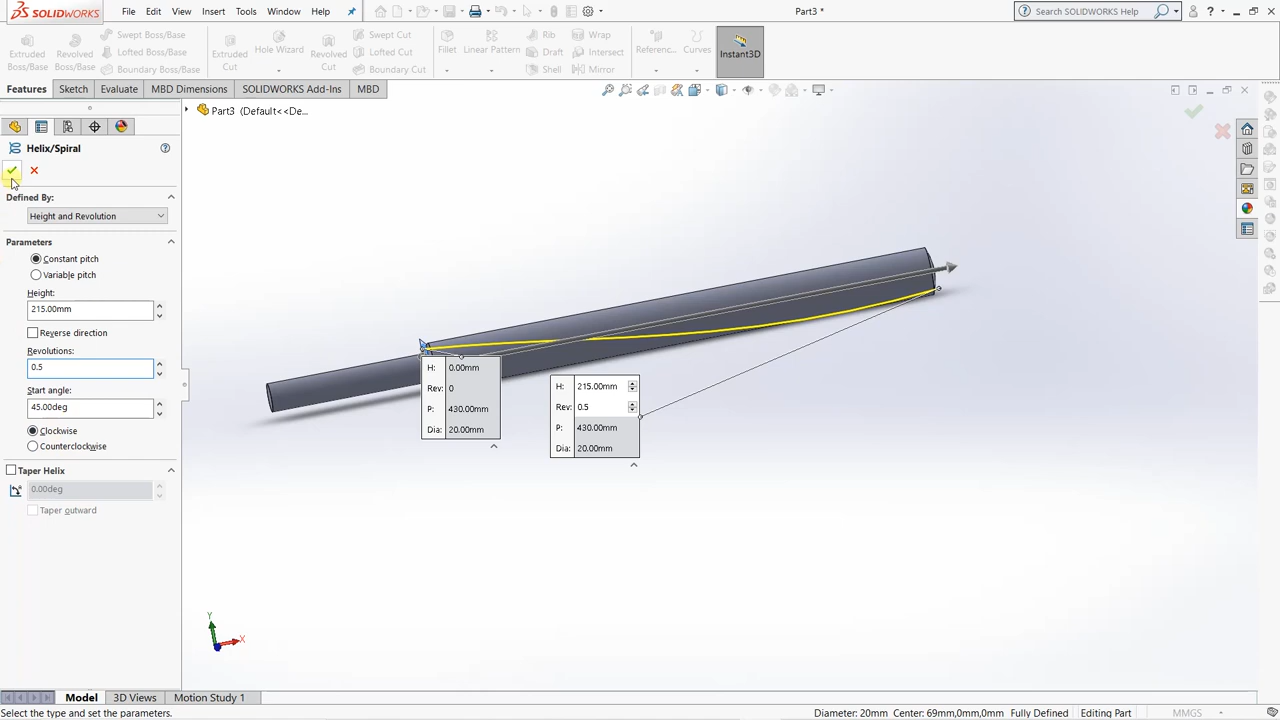 SOLIDWORKS File Edit View Insert Tools Window Help Part3 * Search SOLIDWORKS Help
Extruded Boss/Base
Revolved Boss/Base
Swept Boss/Base
Lofted Boss/Base
Boundary Boss/Base
Extruded Cut
Hole Wizard
Revolved Cut
Swept Cut
Lofted Cut
Boundary Cut
Fillet
Linear Pattern
Rib
Draft
Shell
Wrap
Intersect
Mirror
Referenc...
Curves
Instant3D
Features Sketch Evaluate MBD Dimensions SOLIDWORKS Add-Ins MBD
Part3 (Default<<De...
Helix/Spiral
Defined By:
Height and Revolution
Parameters
Constant pitch
Variable pitch
Height:
215.00mm
Reverse direction
Revolutions:
0.5
Start angle:
45.00deg
Clockwise
Counterclockwise
Taper Helix
0.00deg
Taper outward
H: 0.00mm
Rev: 0
P: 430.00mm
Dia: 20.00mm
H: 215.00mm
Rev: 0.5
P: 430.00mm
Dia: 20.00mm
Y
X
Model 3D Views Motion Study 1
Select the type and set the parameters. Diameter: 20mm Center: 69mm,0mm,0mm Fully Defined Editing Part MMGS